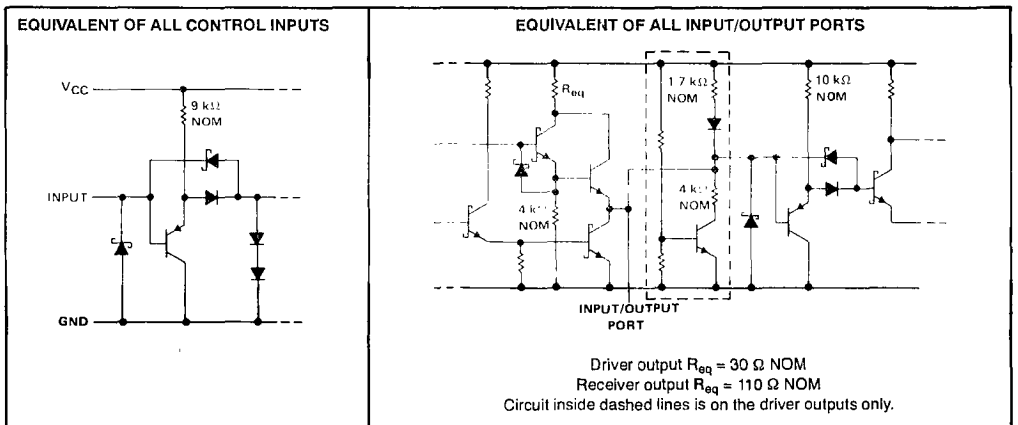 EQUIVALENT OF ALL CONTROL INPUTS
VCC
9 kΩ
NOM
INPUT
GND
EQUIVALENT OF ALL INPUT/OUTPUT PORTS
Req
4 kΩ
NOM
1.7 kΩ
NOM
4 kΩ
NOM
10 kΩ
NOM
INPUT/OUTPUT
PORT
Driver output Req = 30 Ω NOM
Receiver output Req = 110 Ω NOM
Circuit inside dashed lines is on the driver outputs only.